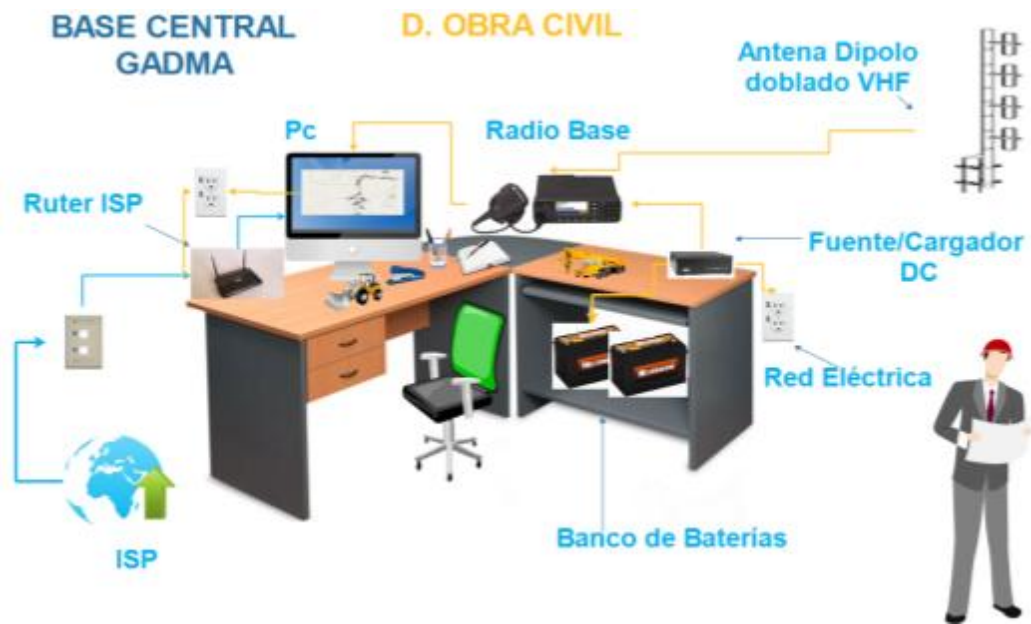 BASE CENTRAL
GADMA
D. OBRA CIVIL
Antena Dipolo
doblado VHF
Pc
Radio Base
Ruter ISP
Fuente/Cargador
DC
Red Eléctrica
Banco de Baterías
ISP